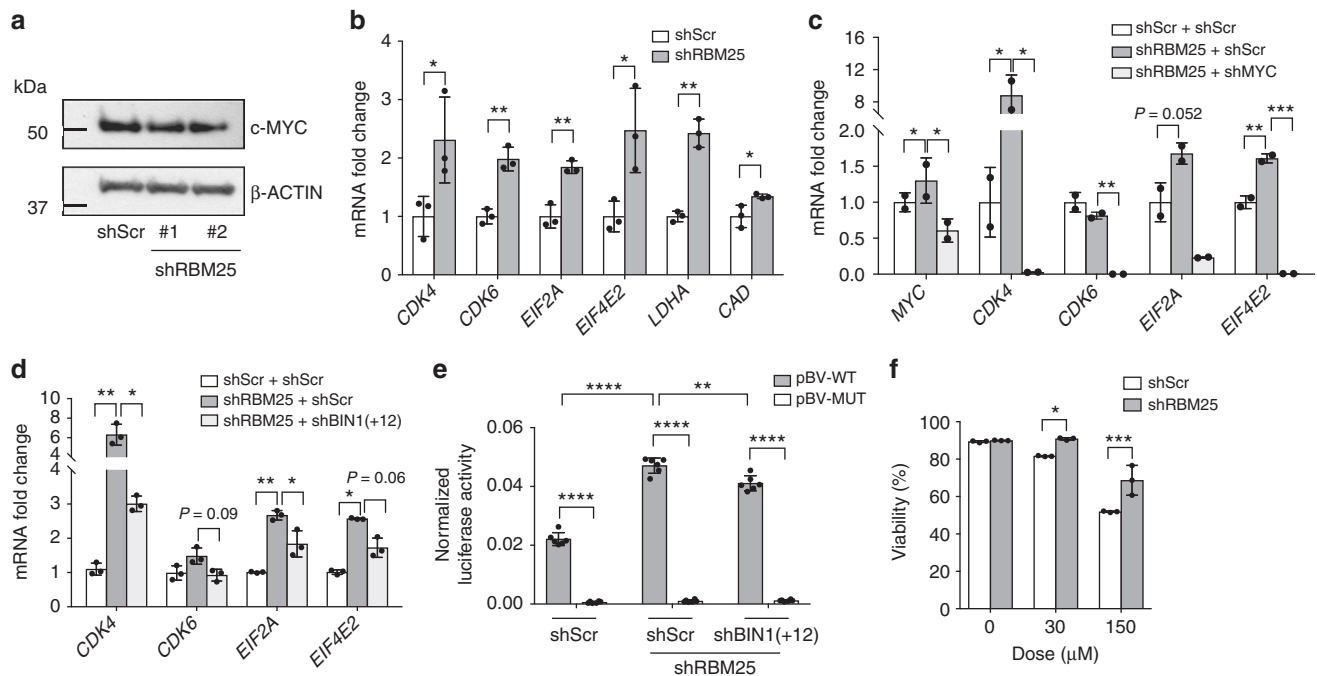 a
kDa
50
37
c-MYC
β-ACTIN
shScr #1 #2
shRBM25
b
mRNA fold change
4
3
2
1
0
shScr
shRBM25
* ** ** * ** *
CDK4 CDK6 EIF2A EIF4E2 LDHA CAD
c
mRNA fold change
16
14
12
10
8
6
2.0
1.5
1.0
0.5
0.0
shScr + shScr
shRBM25 + shScr
shRBM25 + shMYC
* *
P = 0.052
** ***
* *
**
MYC CDK4 CDK6 EIF2A EIF4E2
d
mRNA fold change
10
8
6
4
4
3
2
1
0
shScr + shScr
shRBM25 + shScr
shRBM25 + shBIN1(+12)
** *
P = 0.09
** *
*
P = 0.06
CDK4 CDK6 EIF2A EIF4E2
e
Normalized
luciferase activity
0.06
0.04
0.02
0.00
pBV-WT
pBV-MUT
**** **
**** **** ****
shScr shScr shBIN1(+12)
shRBM25
f
Viability (%)
100
80
60
40
20
0
shScr
shRBM25
* ***
0 30 150
Dose (μM)